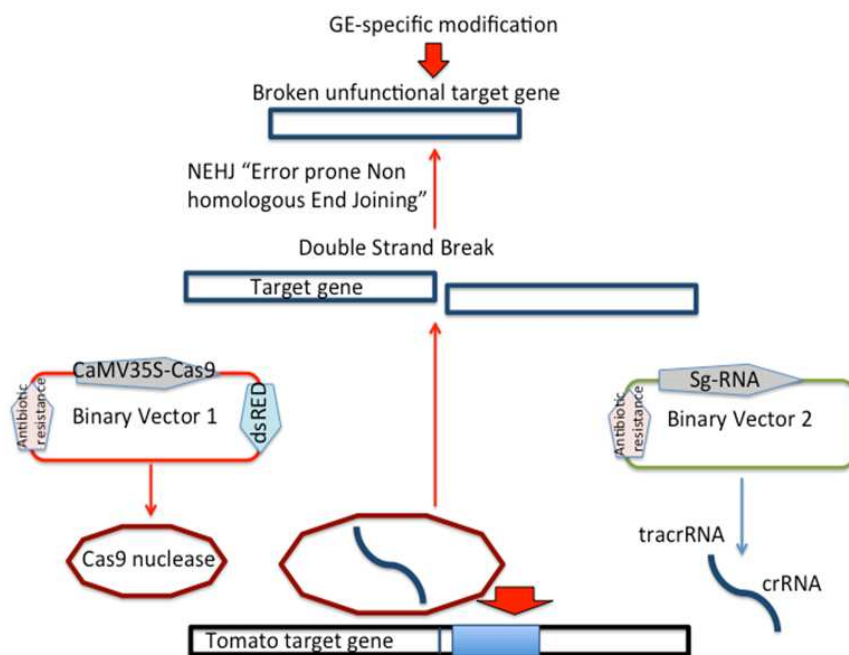 GE-specific modification
Broken unfunctional target gene
NEHJ “Error prone Non
homologous End Joining”
Double Strand Break
Target gene
CaMV35S-Cas9
Antibiotic
resistance
Binary Vector 1
dsRED
Sg-RNA
Antibiotic
resistance
Binary Vector 2
Cas9 nuclease
tracrRNA
crRNA
Tomato target gene